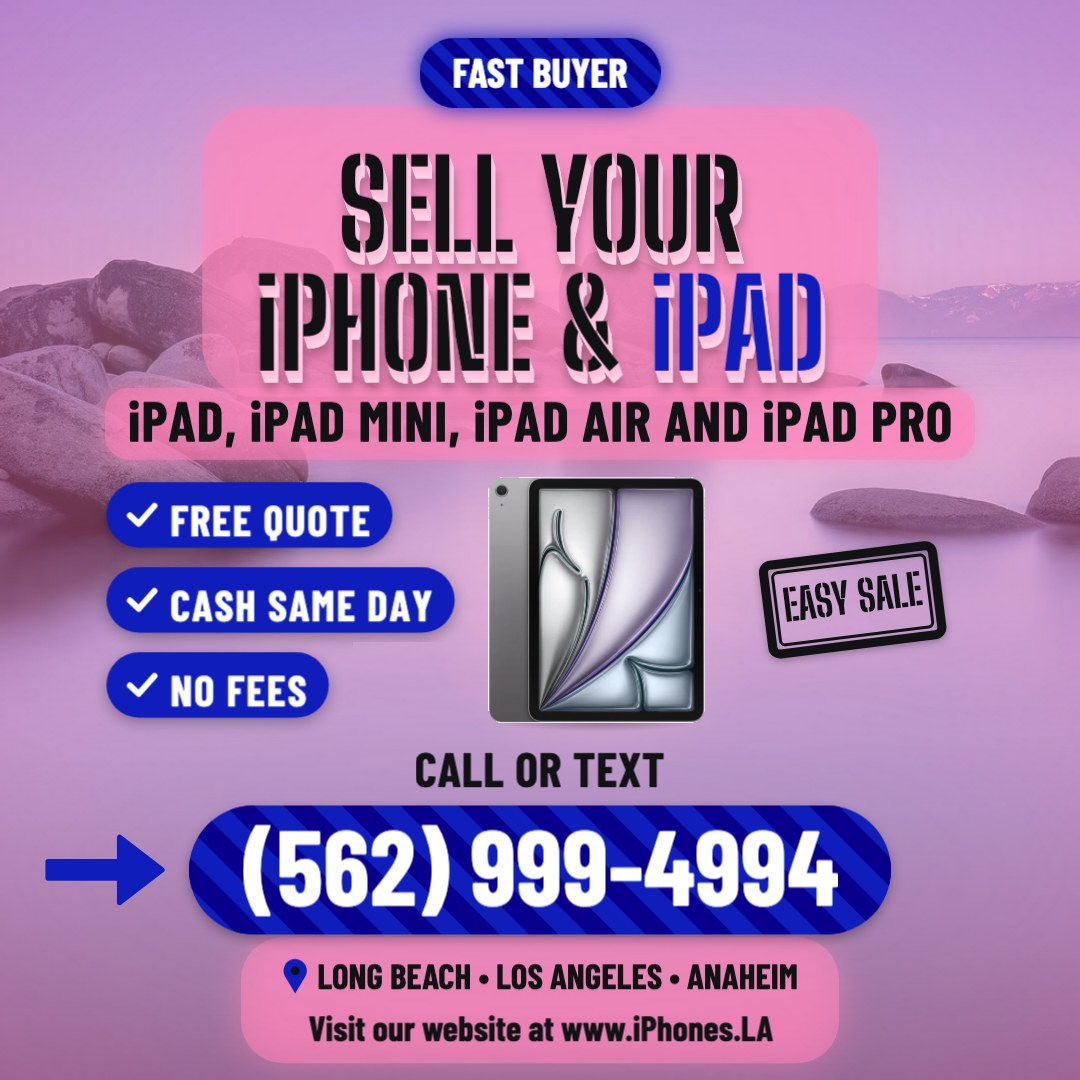 FAST BUYER
SELL YOUR
iPHONE & iPAD
iPAD, iPAD MINI, iPAD AIR AND iPAD PRO
FREE QUOTE
CASH SAME DAY
EASY SALE
NO FEES
CALL OR TEXT
(562) 999-4994
LONG BEACH • LOS ANGELES • ANAHEIM
Visit our website at www.iPhones.LA